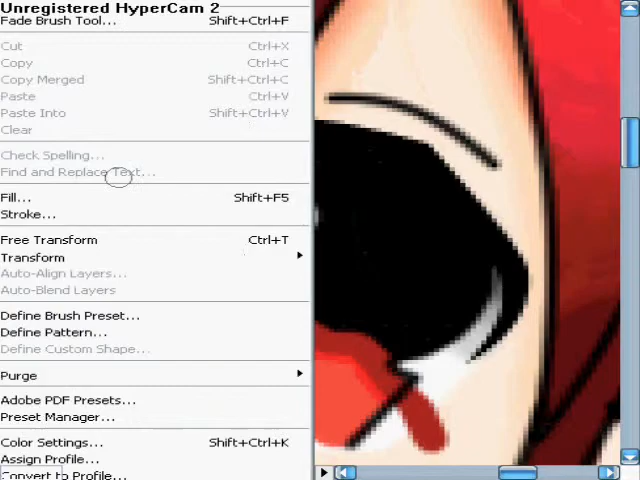 Unregistered HyperCam 2
Fade Brush Tool... Shift+Ctrl+F
Cut Ctrl+X
Copy Ctrl+C
Copy Merged Shift+Ctrl+C
Paste Ctrl+V
Paste Into Shift+Ctrl+V
Clear
Check Spelling...
Find and Replace Text...
Fill... Shift+F5
Stroke...
Free Transform Ctrl+T
Transform
Auto-Align Layers...
Auto-Blend Layers
Define Brush Preset...
Define Pattern...
Define Custom Shape...
Purge
Adobe PDF Presets...
Preset Manager...
Color Settings... Shift+Ctrl+K
Assign Profile...
Convert to Profile...